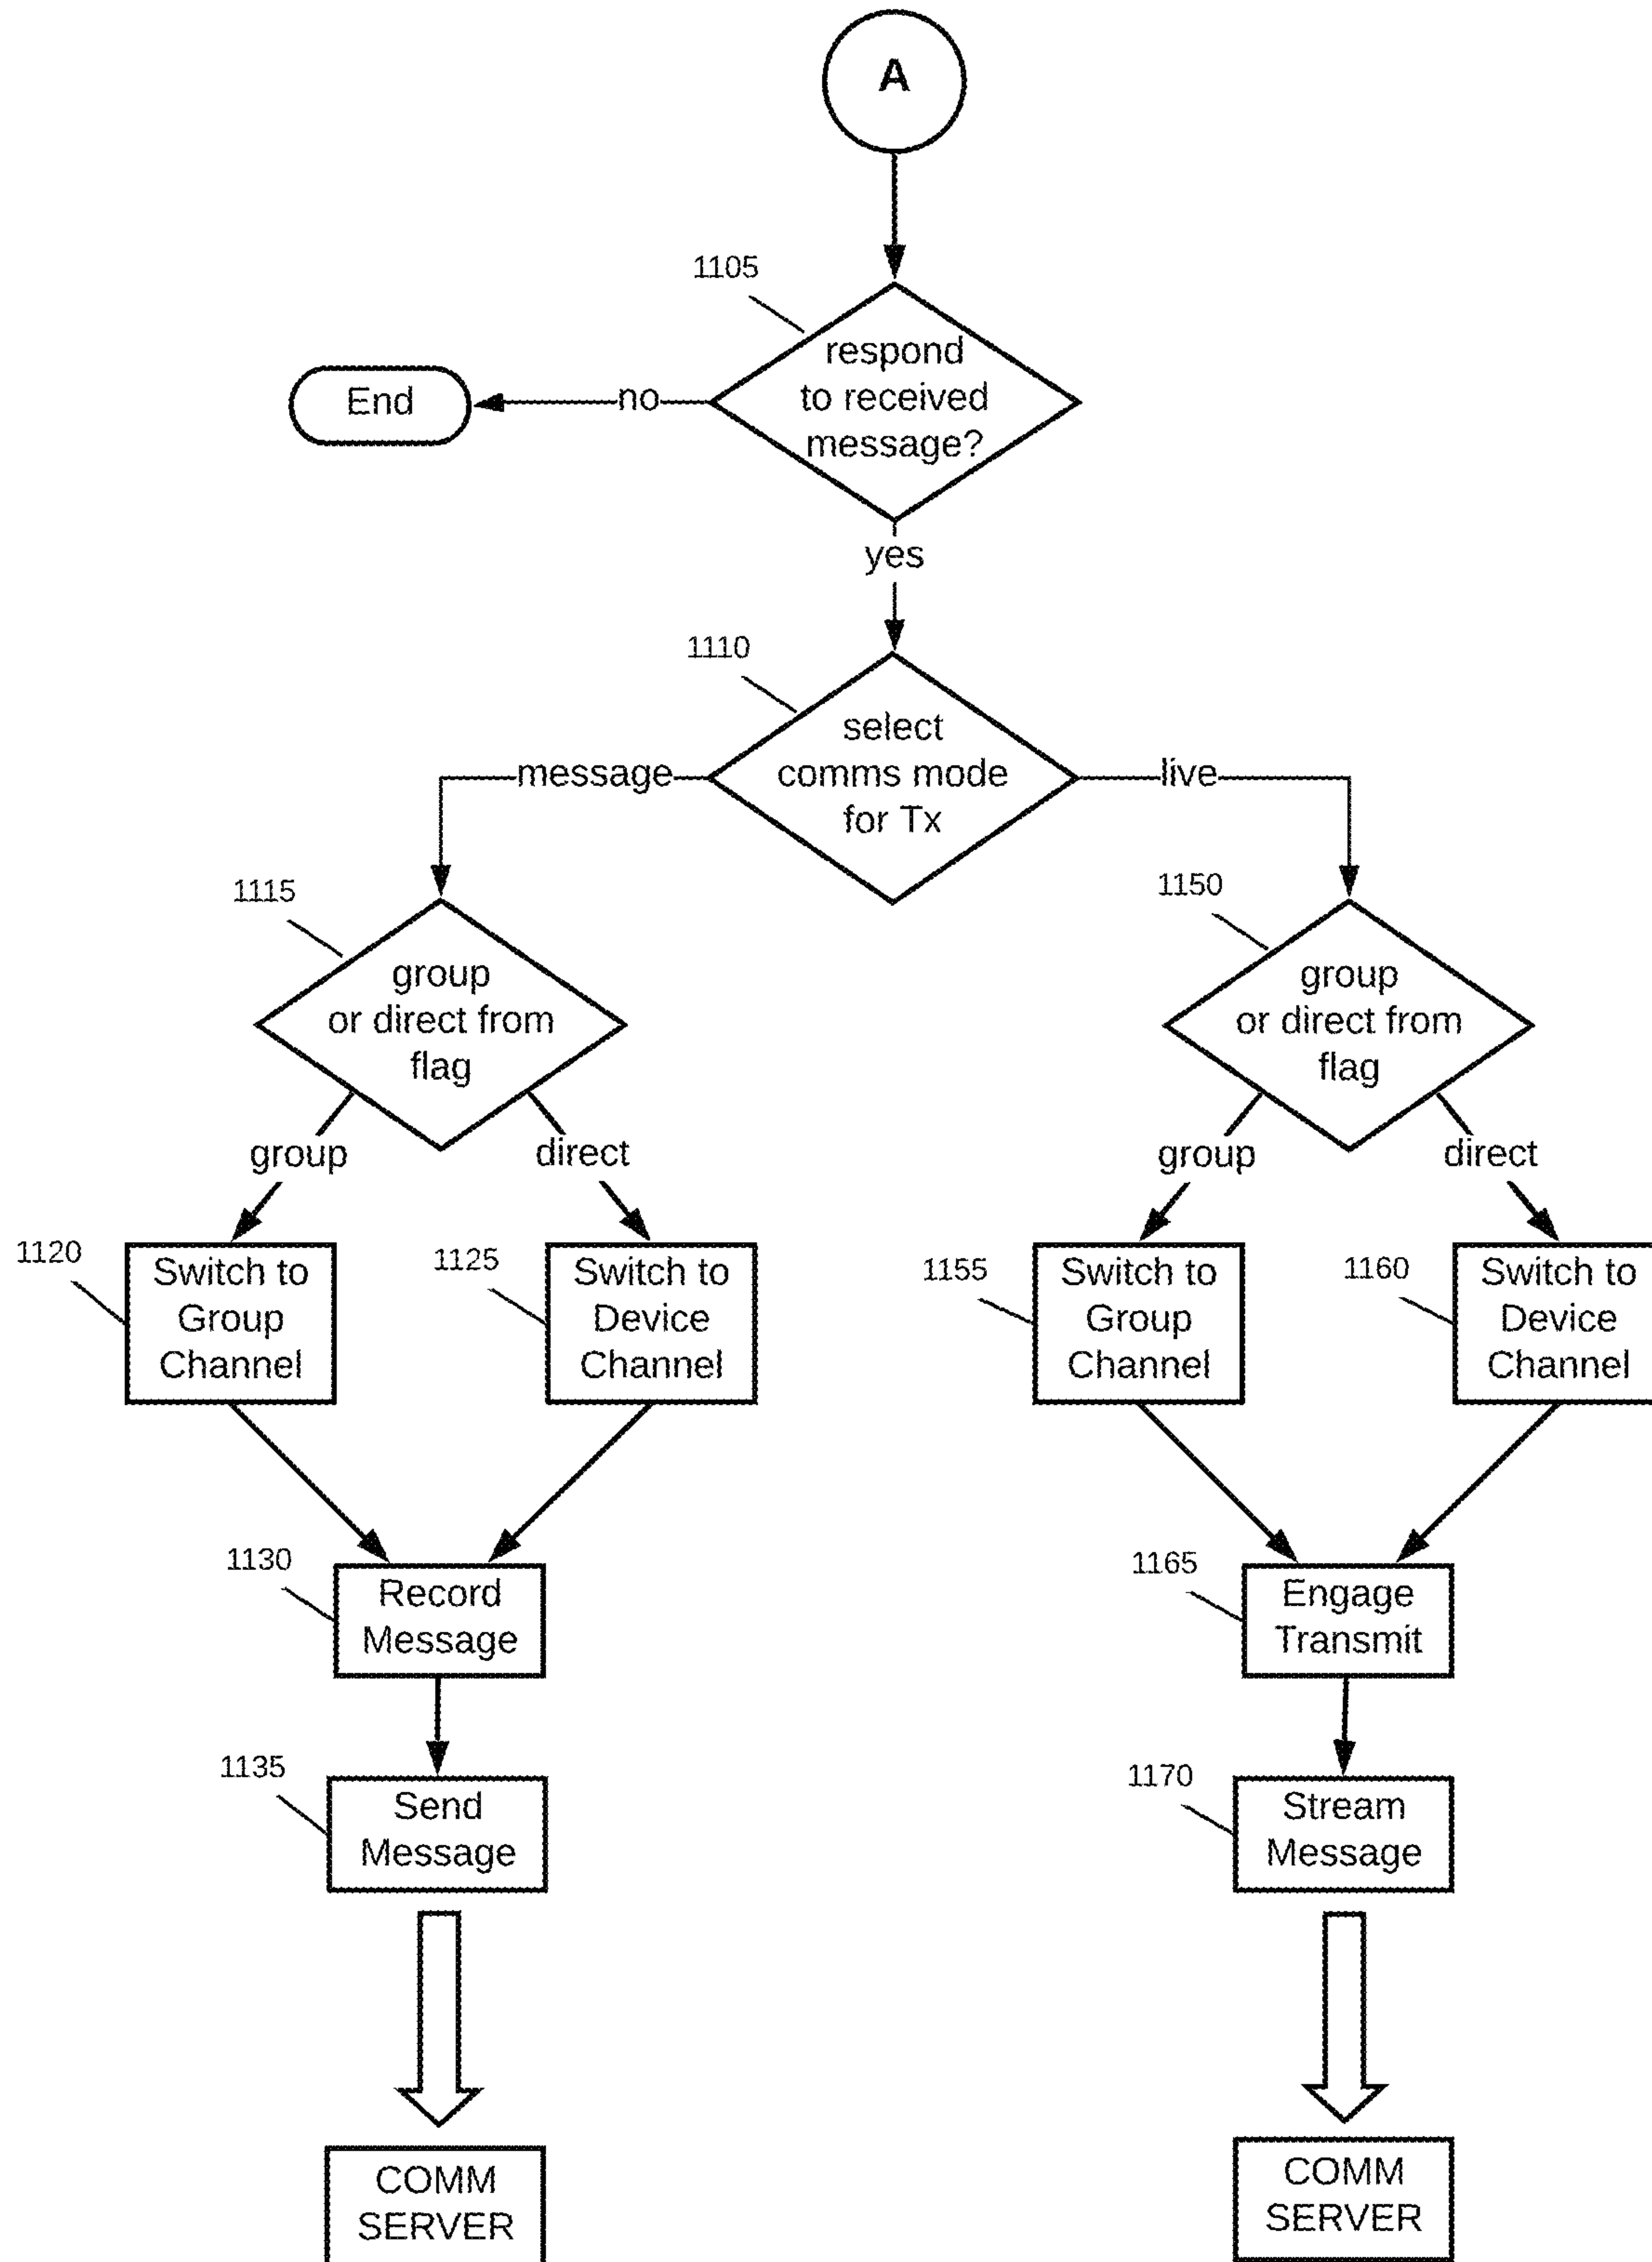 A
1105
respond
to received
message?
no
End
yes
1110
select
comms mode
for Tx
message
live
1115
group
or direct from
flag
1150
group
or direct from
flag
group
direct
group
direct
1120
Switch to
Group
Channel
1125
Switch to
Device
Channel
1155
Switch to
Group
Channel
1160
Switch to
Device
Channel
1130
Record
Message
1165
Engage
Transmit
1135
Send
Message
1170
Stream
Message
COMM
SERVER
COMM
SERVER